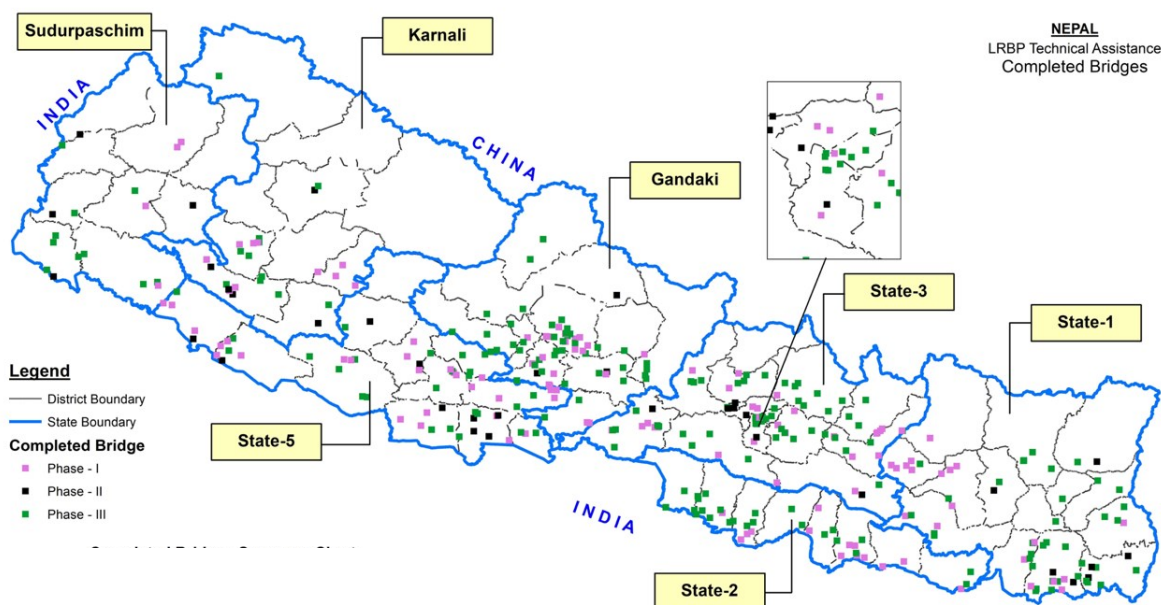 Sudurpaschim
Karnali
NEPAL
LRBP Technical Assistance
Completed Bridges
INDIA
CHINA
Gandaki
State-3
State-1
Legend
District Boundary
State Boundary
Completed Bridge
Phase - I
Phase - II
Phase - III
State-5
INDIA
State-2